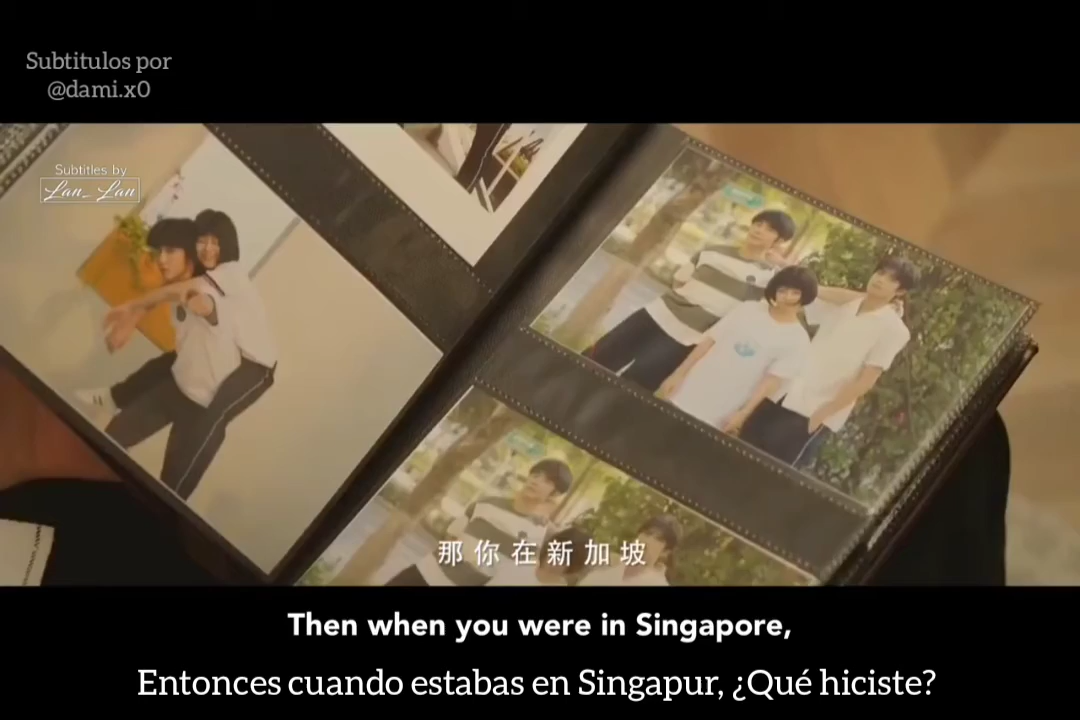 Subtitulos por
@dami.x0
Subtitles by
Lan_Lan
那你在新加坡
Then when you were in Singapore,
Entonces cuando estabas en Singapur, ¿Qué hiciste?